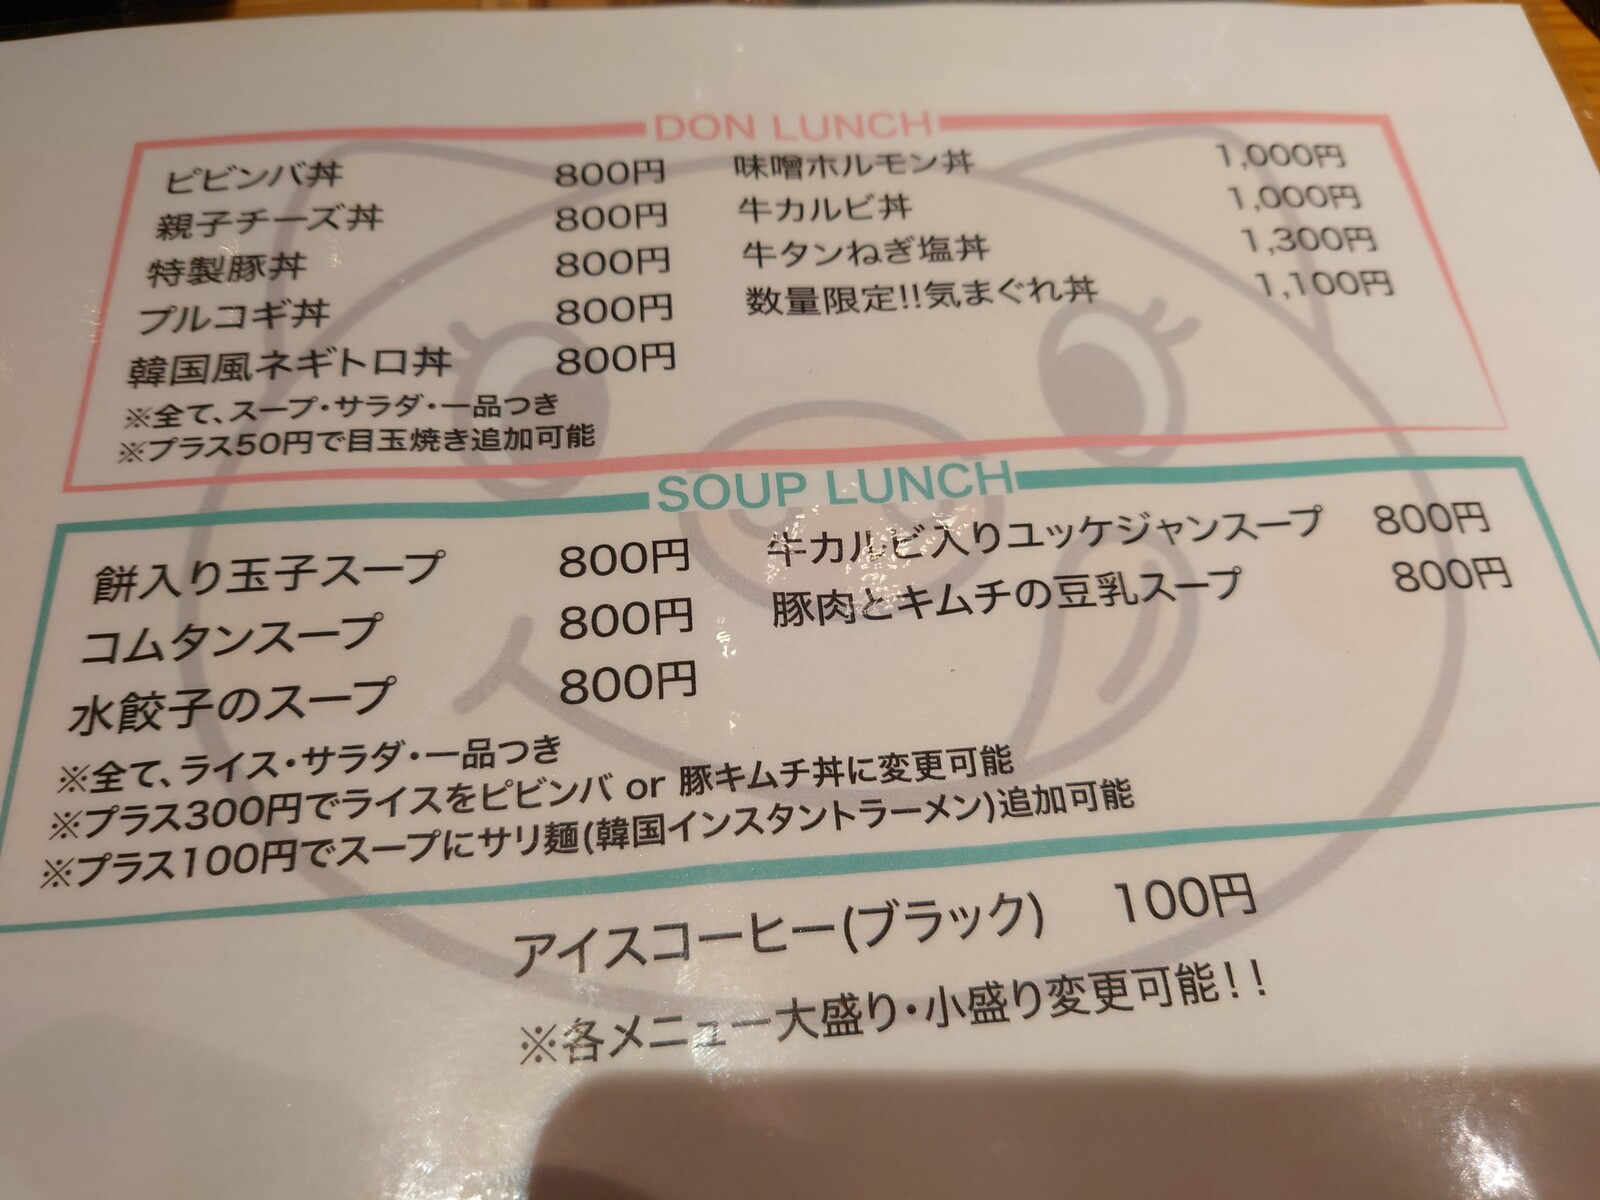 DON LUNCH
ピビンバ丼 800円
親子チーズ丼 800円
特製豚丼 800円
プルコギ丼 800円
韓国風ネギトロ丼 800円
※全て、スープ・サラダ・一品つき
※プラス50円で目玉焼き追加可能
味噌ホルモン丼 1,000円
牛カルビ丼 1,000円
牛タンねぎ塩丼 1,300円
数量限定!!気まぐれ丼 1,100円
SOUP LUNCH
餅入り玉子スープ 800円
コムタンスープ 800円
水餃子のスープ 800円
牛カルビ入りユッケジャンスープ 800円
豚肉とキムチの豆乳スープ 800円
※全て、ライス・サラダ・一品つき
※プラス300円でライスをピビンバ or 豚キムチ丼に変更可能
※プラス100円でスープにサリ麺(韓国インスタントラーメン)追加可能
アイスコーヒー(ブラック) 100円
※各メニュー大盛り・小盛り変更可能!!